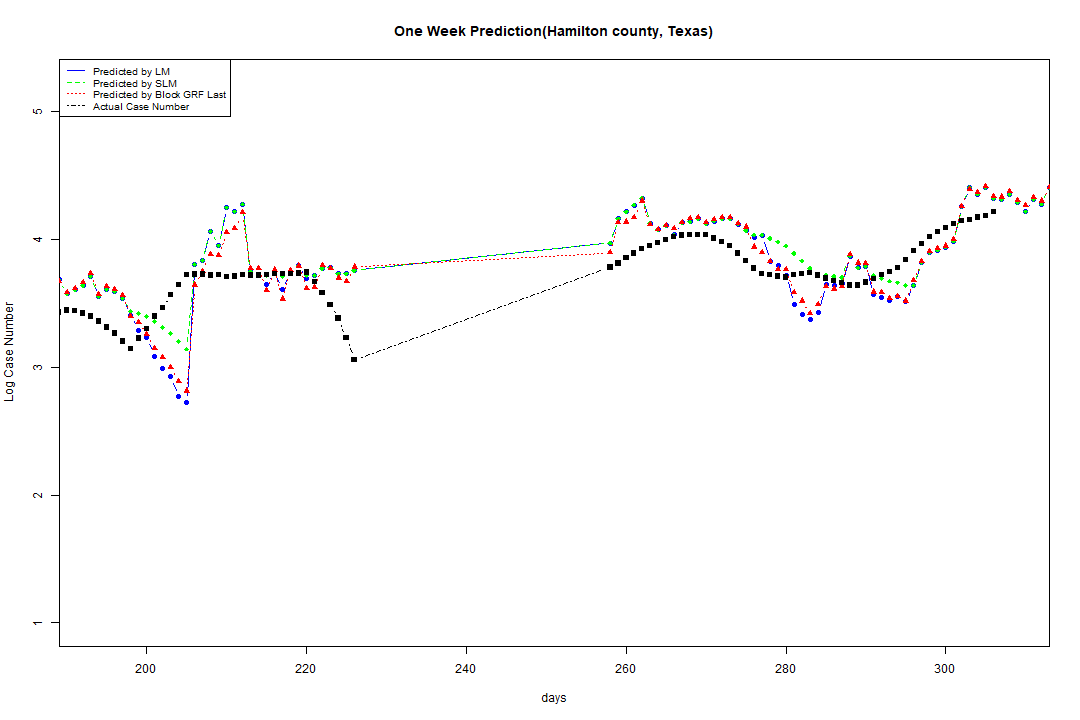 One Week Prediction(Hamilton county, Texas)
Predicted by LM
Predicted by SLM
Predicted by Block GRF Last
Actual Case Number
5
4
3
2
1
Log Case Number
200 220 240 260 280 300
days